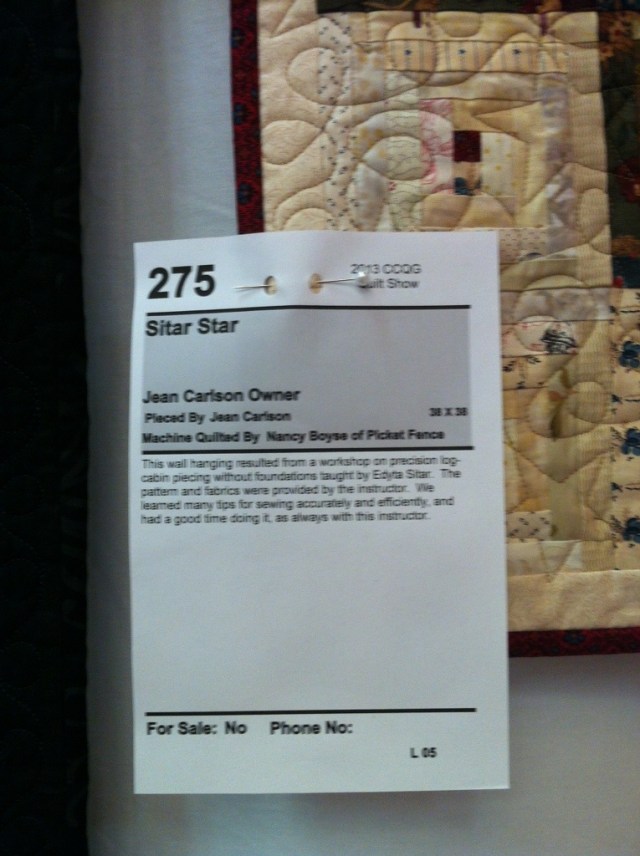 275
2013 CCQG
Quilt Show
Sitar Star
Jean Carlson Owner
Pieced By Jean Carlson
38 X 38
Machine Quilted By Nancy Boyse of Picket Fence
This wall hanging resulted from a workshop on precision log-
cabin piecing without foundations taught by Edyta Sitar. The
pattern and fabrics were provided by the instructor. We
learned many tips for sewing accurately and efficiently, and
had a good time doing it, as always with this instructor.
For Sale: No Phone No:
L 05